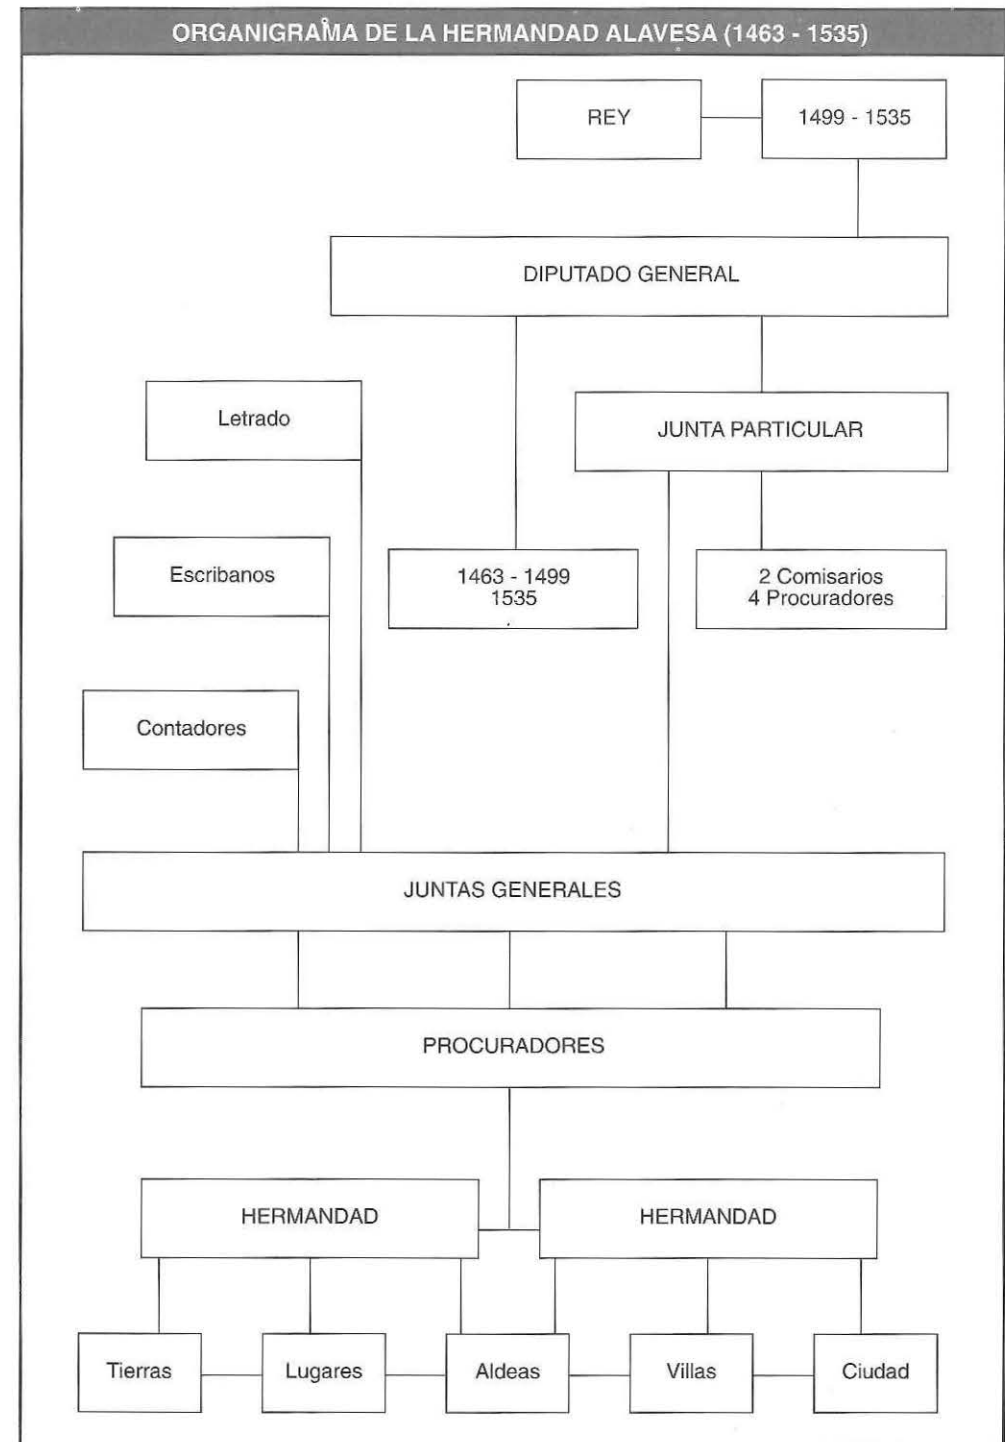 ORGANIGRAMA DE LA HERMANDAD ALAVESA (1463 - 1535)
REY
1499 - 1535
DIPUTADO GENERAL
Letrado
JUNTA PARTICULAR
Escribanos
1463 - 1499
1535
2 Comisarios
4 Procuradores
Contadores
JUNTAS GENERALES
PROCURADORES
HERMANDAD
HERMANDAD
Tierras
Lugares
Aldeas
Villas
Ciudad